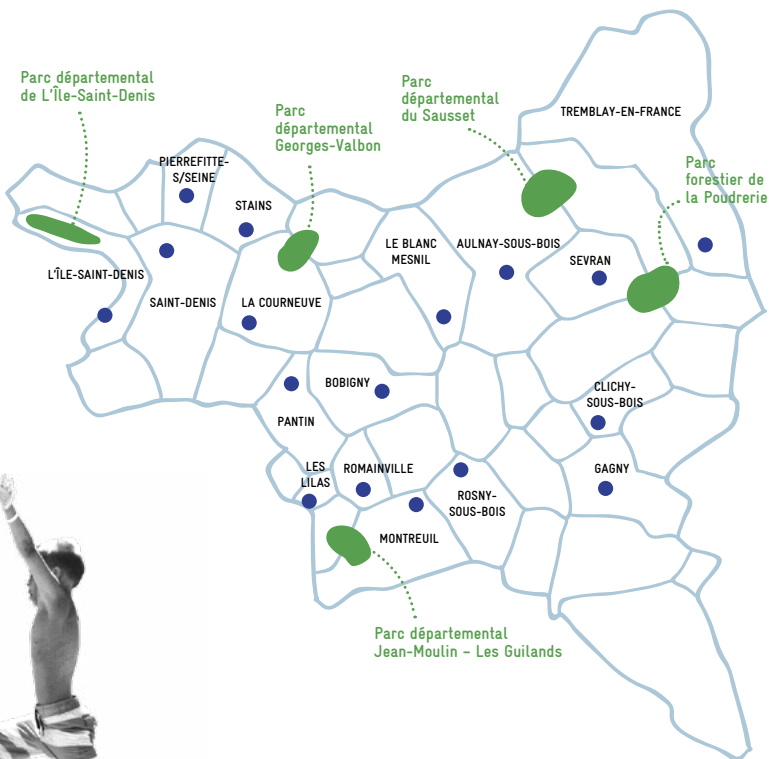 Parc départemental
de L'Île-Saint-Denis
Parc
départemental
Georges-Valbon
Parc
départemental
du Sausset
TREMBLAY-EN-FRANCE
Parc
forestier de
la Poudrerie
PIERREFITTE-
S/SEINE
STAINS
LE BLANC
MESNIL
AULNAY-SOUS-BOIS
SEVRAN
L'ÎLE-SAINT-DENIS
SAINT-DENIS
LA COURNEUVE
BOBIGNY
CLICHY-
SOUS-BOIS
PANTIN
LES
LILAS
ROMAINVILLE
GAGNY
ROSNY-
SOUS-BOIS
MONTREUIL
Parc départemental
Jean-Moulin – Les Guilands